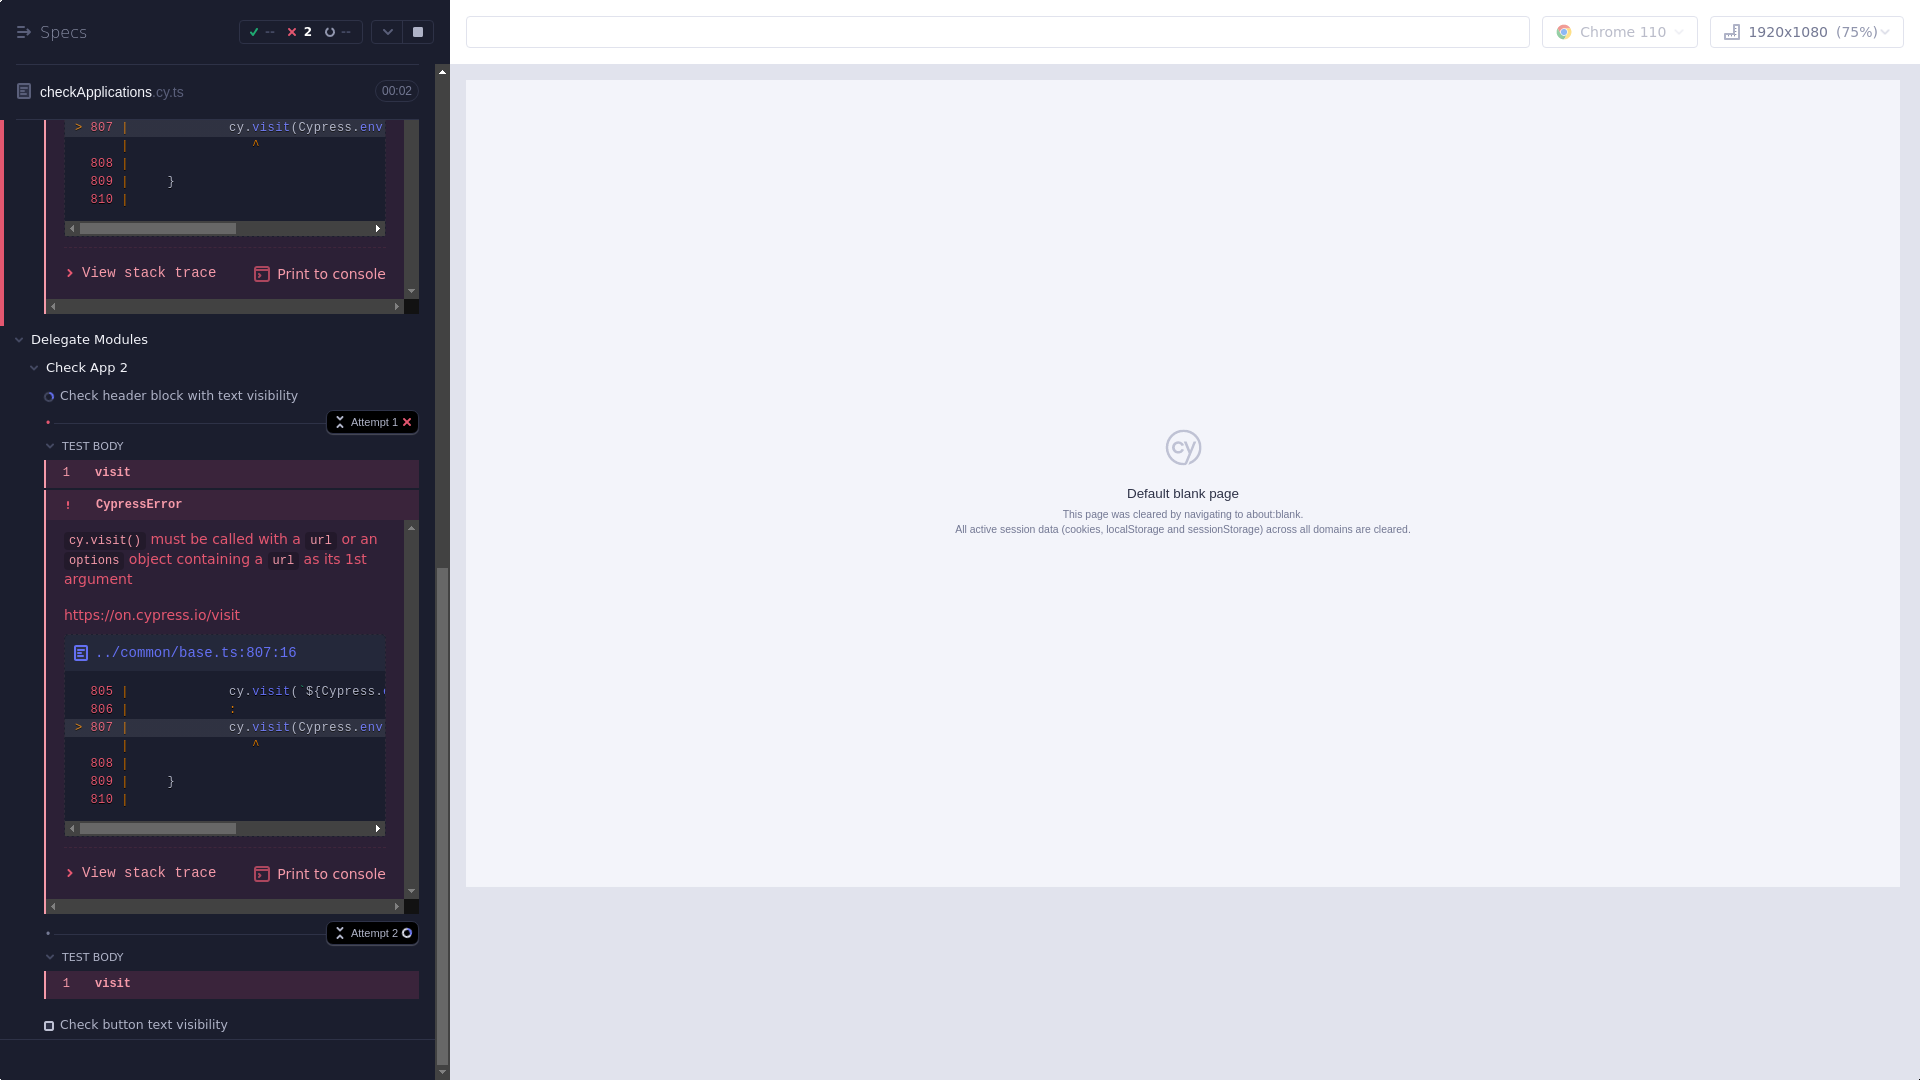 Specs
-- 2 --
checkApplications.cy.ts 00:02
> 807 | cy.visit(Cypress.env
| ^
808 |
809 | }
810 |
View stack trace Print to console
Delegate Modules
Check App 2
Check header block with text visibility
Attempt 1
TEST BODY
1 visit
! CypressError
cy.visit() must be called with a url or an
options object containing a url as its 1st
argument
https://on.cypress.io/visit
../common/base.ts:807:16
805 | cy.visit(`${Cypress.
806 | :
> 807 | cy.visit(Cypress.env
| ^
808 |
809 | }
810 |
View stack trace Print to console
Attempt 2
TEST BODY
1 visit
Check button text visibility
Chrome 110
1920x1080 (75%)
cy
Default blank page
This page was cleared by navigating to about:blank.
All active session data (cookies, localStorage and sessionStorage) across all domains are cleared.